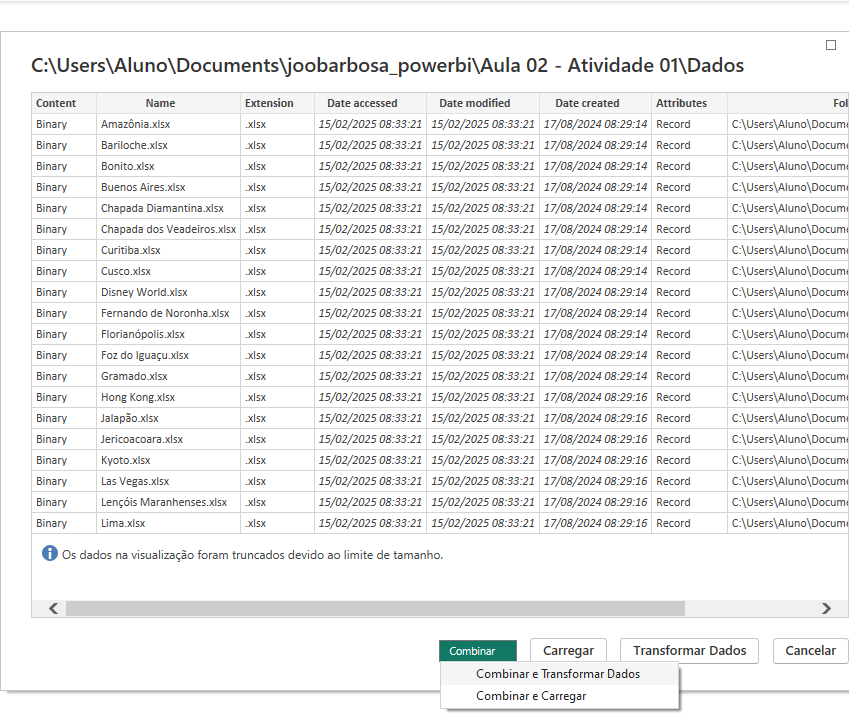 C:\Users\Aluno\Documents\joobarbosa_powerbi\Aula 02 - Atividade 01\Dados
Content Name Extension Date accessed Date modified Date created Attributes Fol
Binary Amazônia.xlsx .xlsx 15/02/2025 08:33:21 15/02/2025 08:33:21 17/08/2024 08:29:14 Record C:\Users\Aluno\Docume
Binary Bariloche.xlsx .xlsx 15/02/2025 08:33:21 15/02/2025 08:33:21 17/08/2024 08:29:14 Record C:\Users\Aluno\Docume
Binary Bonito.xlsx .xlsx 15/02/2025 08:33:21 15/02/2025 08:33:21 17/08/2024 08:29:14 Record C:\Users\Aluno\Docume
Binary Buenos Aires.xlsx .xlsx 15/02/2025 08:33:21 15/02/2025 08:33:21 17/08/2024 08:29:14 Record C:\Users\Aluno\Docume
Binary Chapada Diamantina.xlsx .xlsx 15/02/2025 08:33:21 15/02/2025 08:33:21 17/08/2024 08:29:14 Record C:\Users\Aluno\Docume
Binary Chapada dos Veadeiros.xlsx .xlsx 15/02/2025 08:33:21 15/02/2025 08:33:21 17/08/2024 08:29:14 Record C:\Users\Aluno\Docume
Binary Curitiba.xlsx .xlsx 15/02/2025 08:33:21 15/02/2025 08:33:21 17/08/2024 08:29:14 Record C:\Users\Aluno\Docume
Binary Cusco.xlsx .xlsx 15/02/2025 08:33:21 15/02/2025 08:33:21 17/08/2024 08:29:14 Record C:\Users\Aluno\Docume
Binary Disney World.xlsx .xlsx 15/02/2025 08:33:21 15/02/2025 08:33:21 17/08/2024 08:29:14 Record C:\Users\Aluno\Docume
Binary Fernando de Noronha.xlsx .xlsx 15/02/2025 08:33:21 15/02/2025 08:33:21 17/08/2024 08:29:14 Record C:\Users\Aluno\Docume
Binary Florianópolis.xlsx .xlsx 15/02/2025 08:33:21 15/02/2025 08:33:21 17/08/2024 08:29:14 Record C:\Users\Aluno\Docume
Binary Foz do Iguaçu.xlsx .xlsx 15/02/2025 08:33:21 15/02/2025 08:33:21 17/08/2024 08:29:14 Record C:\Users\Aluno\Docume
Binary Gramado.xlsx .xlsx 15/02/2025 08:33:21 15/02/2025 08:33:21 17/08/2024 08:29:14 Record C:\Users\Aluno\Docume
Binary Hong Kong.xlsx .xlsx 15/02/2025 08:33:21 15/02/2025 08:33:21 17/08/2024 08:29:16 Record C:\Users\Aluno\Docume
Binary Jalapão.xlsx .xlsx 15/02/2025 08:33:21 15/02/2025 08:33:21 17/08/2024 08:29:16 Record C:\Users\Aluno\Docume
Binary Jericoacoara.xlsx .xlsx 15/02/2025 08:33:21 15/02/2025 08:33:21 17/08/2024 08:29:16 Record C:\Users\Aluno\Docume
Binary Kyoto.xlsx .xlsx 15/02/2025 08:33:21 15/02/2025 08:33:21 17/08/2024 08:29:16 Record C:\Users\Aluno\Docume
Binary Las Vegas.xlsx .xlsx 15/02/2025 08:33:21 15/02/2025 08:33:21 17/08/2024 08:29:16 Record C:\Users\Aluno\Docume
Binary Lençóis Maranhenses.xlsx .xlsx 15/02/2025 08:33:21 15/02/2025 08:33:21 17/08/2024 08:29:16 Record C:\Users\Aluno\Docume
Binary Lima.xlsx .xlsx 15/02/2025 08:33:21 15/02/2025 08:33:21 17/08/2024 08:29:16 Record C:\Users\Aluno\Docume
Os dados na visualização foram truncados devido ao limite de tamanho.
Combinar Carregar Transformar Dados Cancelar
Combinar e Transformar Dados
Combinar e Carregar